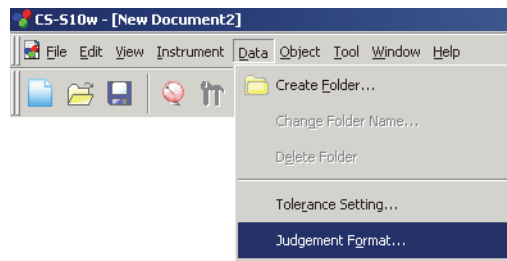 CS-S10w - [New Document2]
File Edit View Instrument Data Object Tool Window Help
Create Folder...
Change Folder Name...
Delete Folder
Tolerance Setting...
Judgement Format...